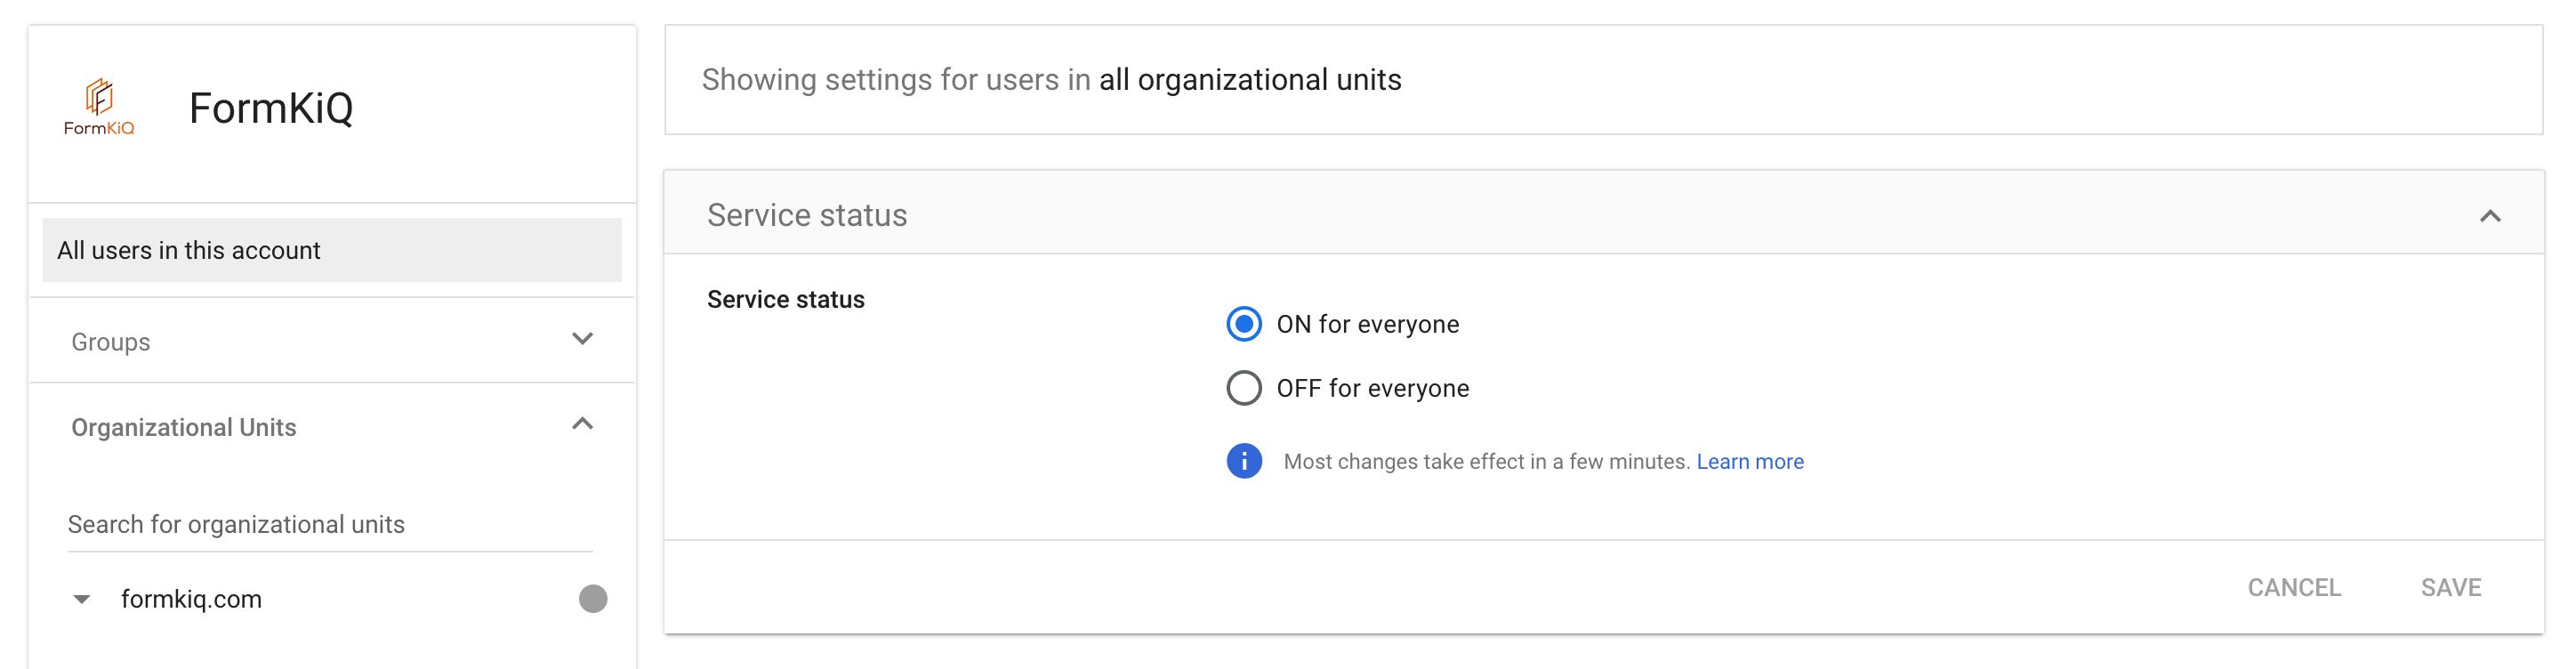 FormKiQ
FormKiQ
All users in this account
Groups
Organizational Units
Search for organizational units
formkiq.com
Showing settings for users in all organizational units
Service status
Service status
ON for everyone
OFF for everyone
Most changes take effect in a few minutes. Learn more
CANCEL SAVE